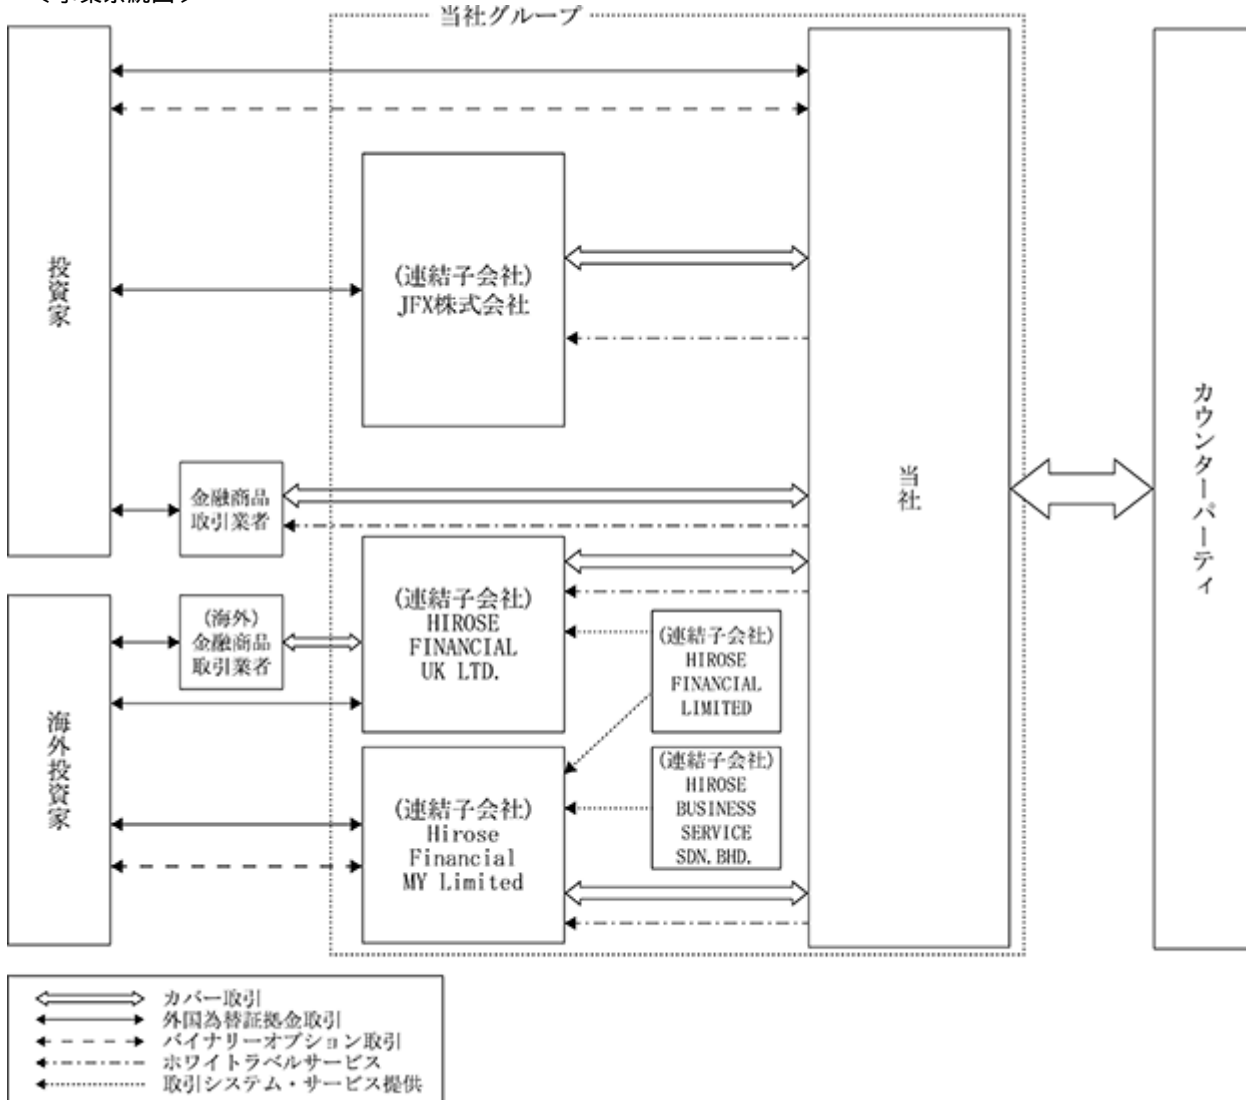 当社グループ
投資家
(連結子会社)
JFX株式会社
金融商品
取引業者
当社
カウンターパーティ
(連結子会社)
HIROSE
FINANCIAL
UK LTD.
(海外)
金融商品
取引業者
(連結子会社)
HIROSE
FINANCIAL
LIMITED
海外投資家
(連結子会社)
Hirose
Financial
MY Limited
(連結子会社)
HIROSE
BUSINESS
SERVICE
SDN.BHD.
カバー取引
外国為替証拠金取引
バイナリーオプション取引
ホワイトラベルサービス
取引システム・サービス提供